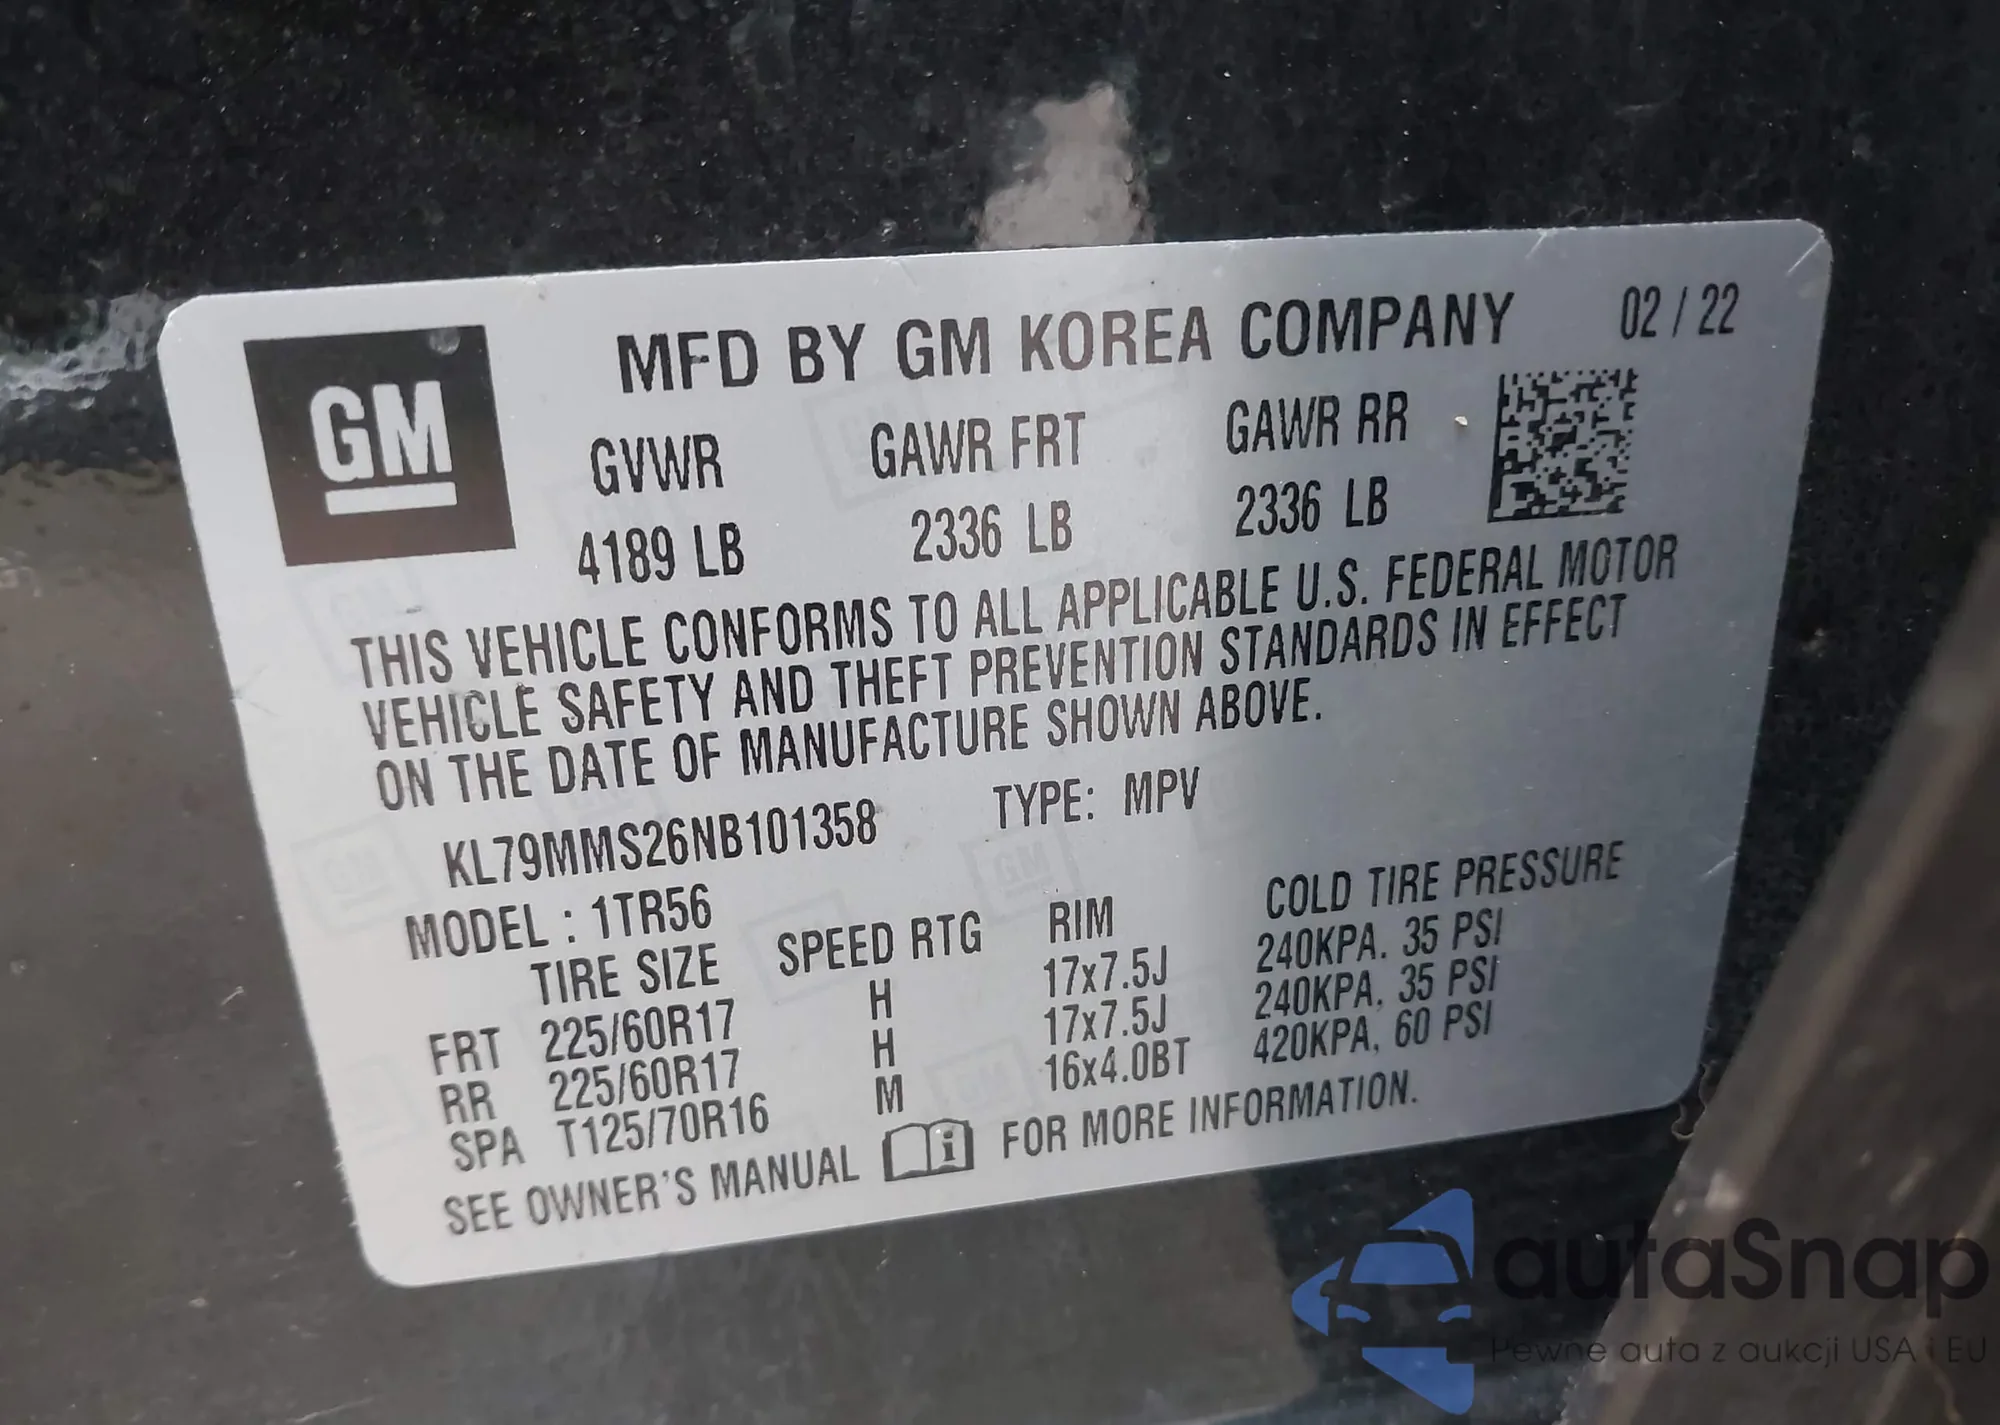 MFD BY GM KOREA COMPANY 02 / 22
GM
GVWR GAWR FRT GAWR RR
4189 LB 2336 LB 2336 LB
THIS VEHICLE CONFORMS TO ALL APPLICABLE U.S. FEDERAL MOTOR
VEHICLE SAFETY AND THEFT PREVENTION STANDARDS IN EFFECT
ON THE DATE OF MANUFACTURE SHOWN ABOVE.
KL79MMS26NB101358 TYPE: MPV
MODEL : 1TR56
TIRE SIZE SPEED RTG RIM COLD TIRE PRESSURE
FRT 225/60R17 H 17x7.5J 240KPA. 35 PSI
RR 225/60R17 H 17x7.5J 240KPA. 35 PSI
SPA T125/70R16 M 16x4.0BT 420KPA. 60 PSI
SEE OWNER'S MANUAL i FOR MORE INFORMATION.
autaSnap
Pewne auta z aukcji USA i EU